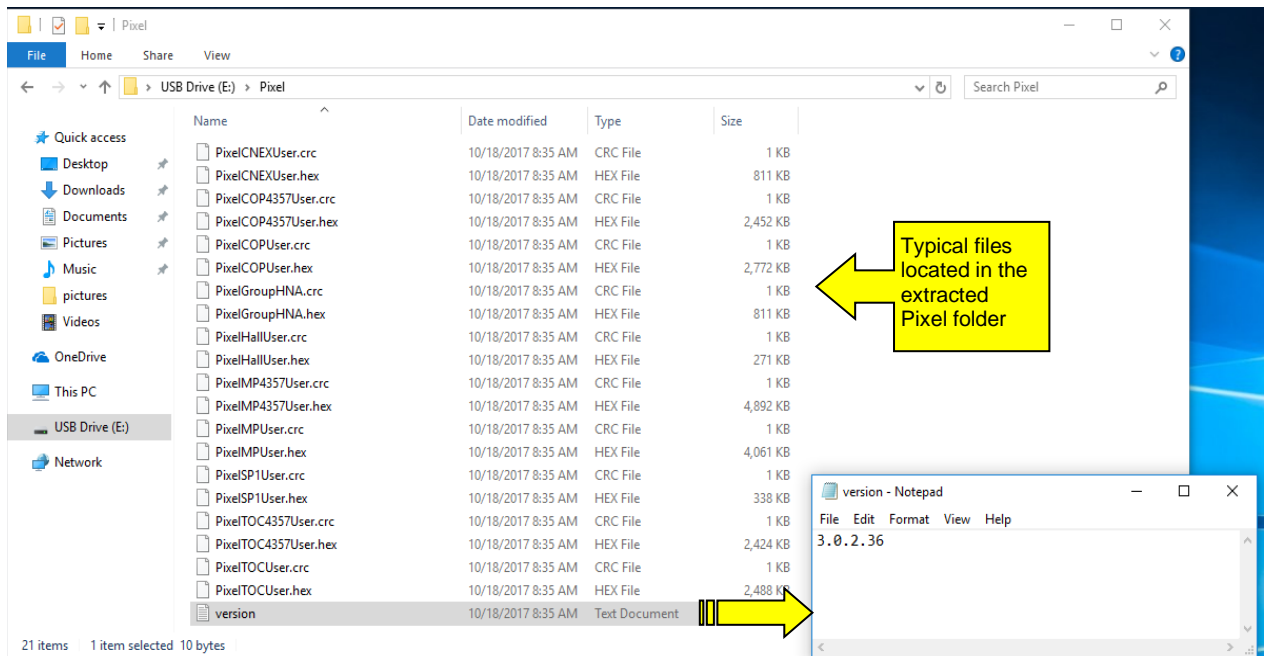 Pixel
File Home Share View
USB Drive (E:) > Pixel
Search Pixel
Name Date modified Type Size
Quick access
Desktop
Downloads
Documents
Pictures
Music
pictures
Videos
OneDrive
This PC
USB Drive (E:)
Network
PixelCNEXUser.crc 10/18/2017 8:35 AM CRC File 1 KB
PixelCNEXUser.hex 10/18/2017 8:35 AM HEX File 811 KB
PixelCOP4357User.crc 10/18/2017 8:35 AM CRC File 1 KB
PixelCOP4357User.hex 10/18/2017 8:35 AM HEX File 2,452 KB
PixelCOPUser.crc 10/18/2017 8:35 AM CRC File 1 KB
PixelCOPUser.hex 10/18/2017 8:35 AM HEX File 2,772 KB
PixelGroupHNA.crc 10/18/2017 8:35 AM CRC File 1 KB
PixelGroupHNA.hex 10/18/2017 8:35 AM HEX File 811 KB
PixelHallUser.crc 10/18/2017 8:35 AM CRC File 1 KB
PixelHallUser.hex 10/18/2017 8:35 AM HEX File 271 KB
PixelMP4357User.crc 10/18/2017 8:35 AM CRC File 1 KB
PixelMP4357User.hex 10/18/2017 8:35 AM HEX File 4,892 KB
PixelMPUser.crc 10/18/2017 8:35 AM CRC File 1 KB
PixelMPUser.hex 10/18/2017 8:35 AM HEX File 4,061 KB
PixelSP1User.crc 10/18/2017 8:35 AM CRC File 1 KB
PixelSP1User.hex 10/18/2017 8:35 AM HEX File 338 KB
PixelTOC4357User.crc 10/18/2017 8:35 AM CRC File 1 KB
PixelTOC4357User.hex 10/18/2017 8:35 AM HEX File 2,424 KB
PixelTOCUser.crc 10/18/2017 8:35 AM CRC File 1 KB
PixelTOCUser.hex 10/18/2017 8:35 AM HEX File 2,488 KB
version 10/18/2017 8:35 AM Text Document
21 items 1 item selected 10 bytes
Typical files
located in the
extracted
Pixel folder
version - Notepad
File Edit Format View Help
3.0.2.36